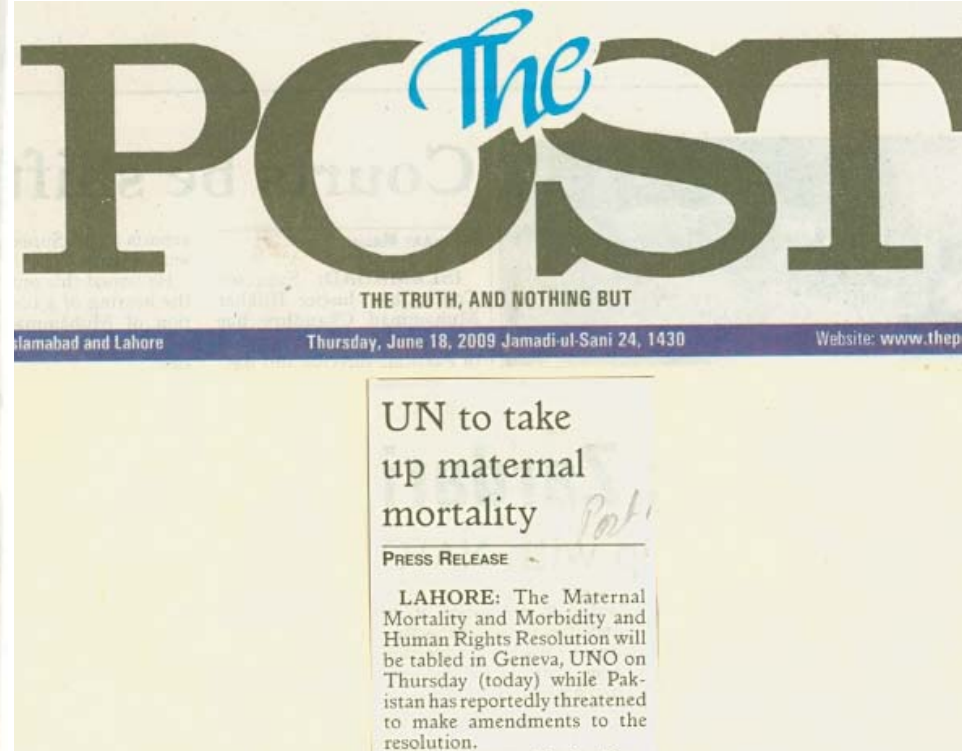 The
POST
THE TRUTH, AND NOTHING BUT
slamabad and Lahore Thursday, June 18, 2009 Jamadi-ul-Sani 24, 1430 Website: www.thep
UN to take
up maternal
mortality
Post
PRESS RELEASE
LAHORE: The Maternal
Mortality and Morbidity and
Human Rights Resolution will
be tabled in Geneva, UNO on
Thursday (today) while Pak-
istan has reportedly threatened
to make amendments to the
resolution.